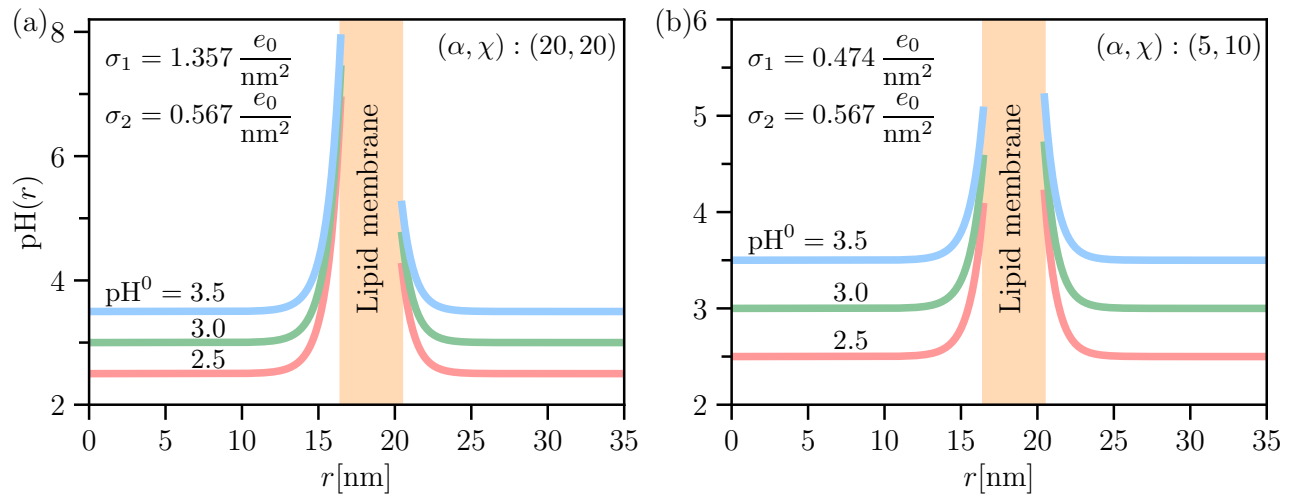 (a)
σ₁ = 1.357 e₀/nm²
σ₂ = 0.567 e₀/nm²
(α, χ) : (20, 20)
Lipid membrane
pH⁰ = 3.5
3.0
2.5
pH(r)
8
6
4
2
0 5 10 15 20 25 30 35
r[nm]
(b)
σ₁ = 0.474 e₀/nm²
σ₂ = 0.567 e₀/nm²
(α, χ) : (5, 10)
Lipid membrane
pH⁰ = 3.5
3.0
2.5
6
5
4
3
2
0 5 10 15 20 25 30 35
r[nm]